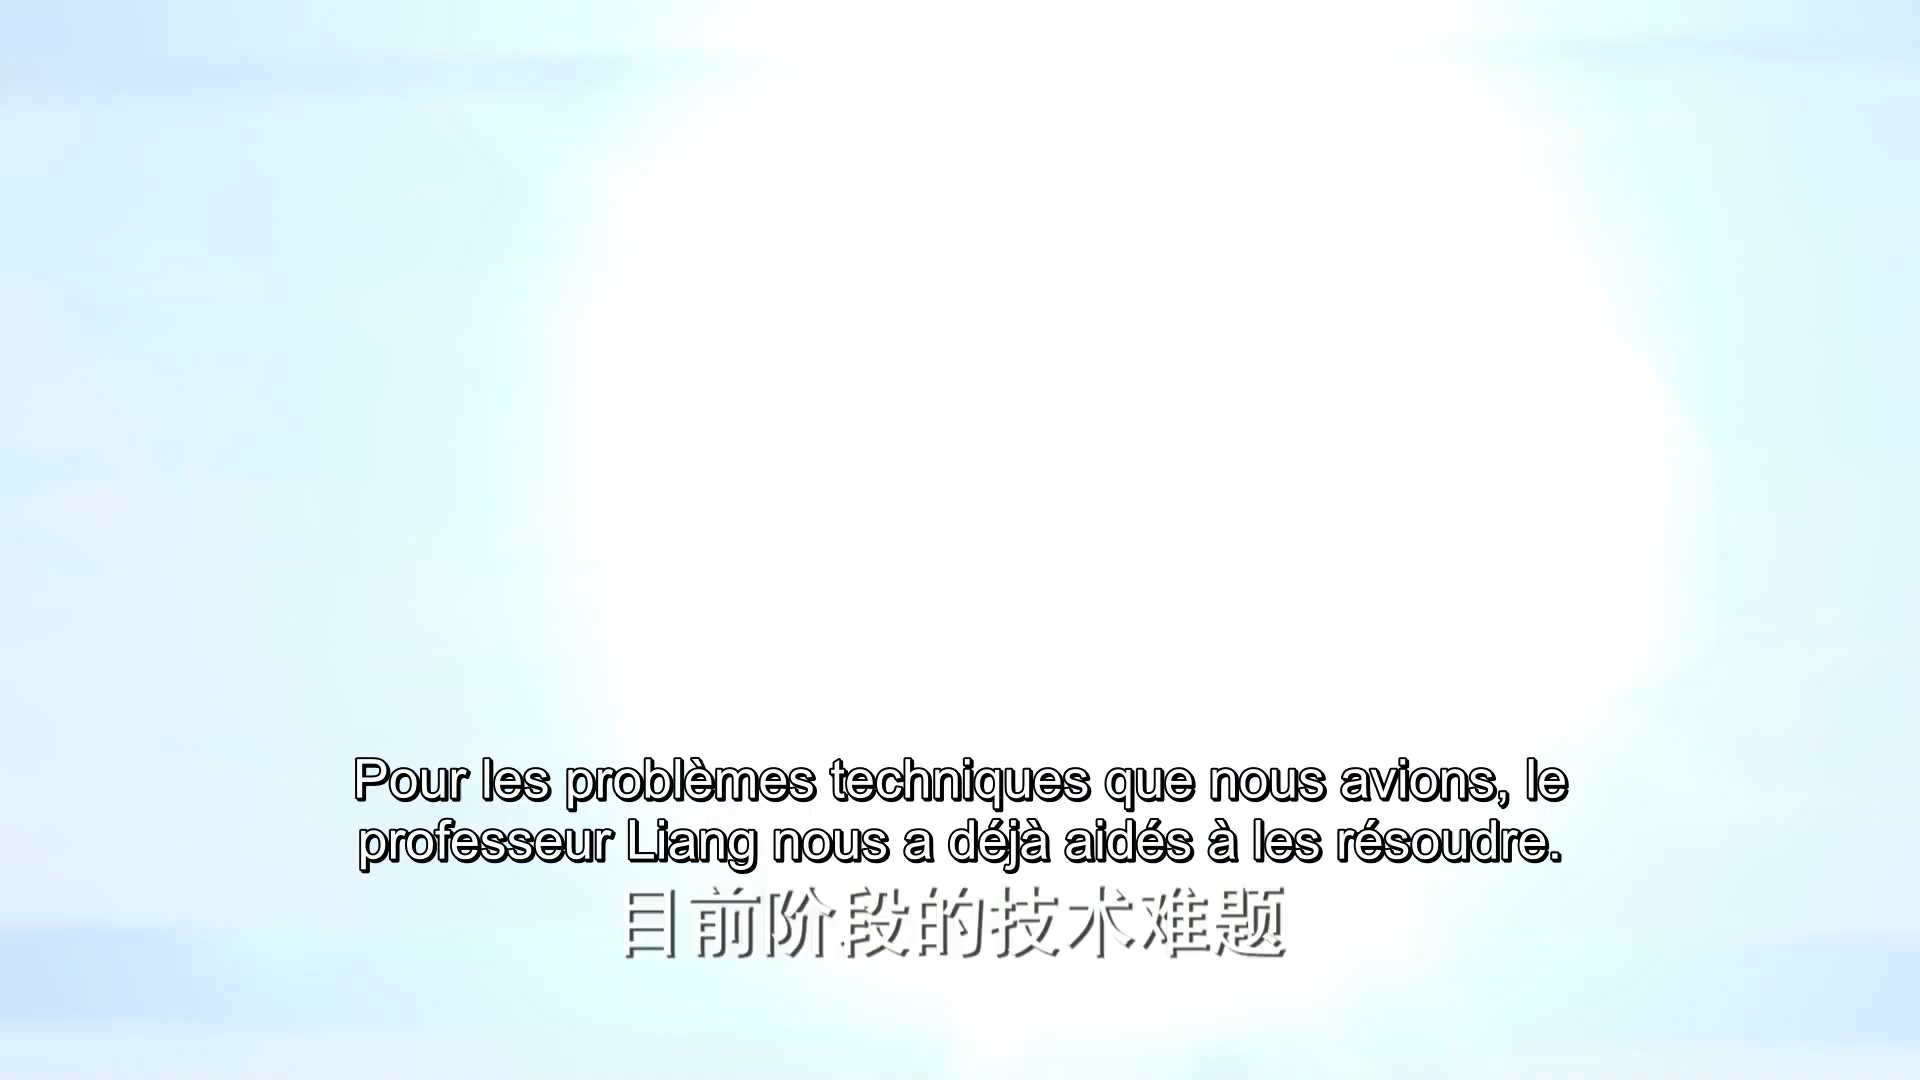 Pour les problèmes techniques que nous avions, le
professeur Liang nous a déjà aidés à les résoudre.
目前阶段的技术难题